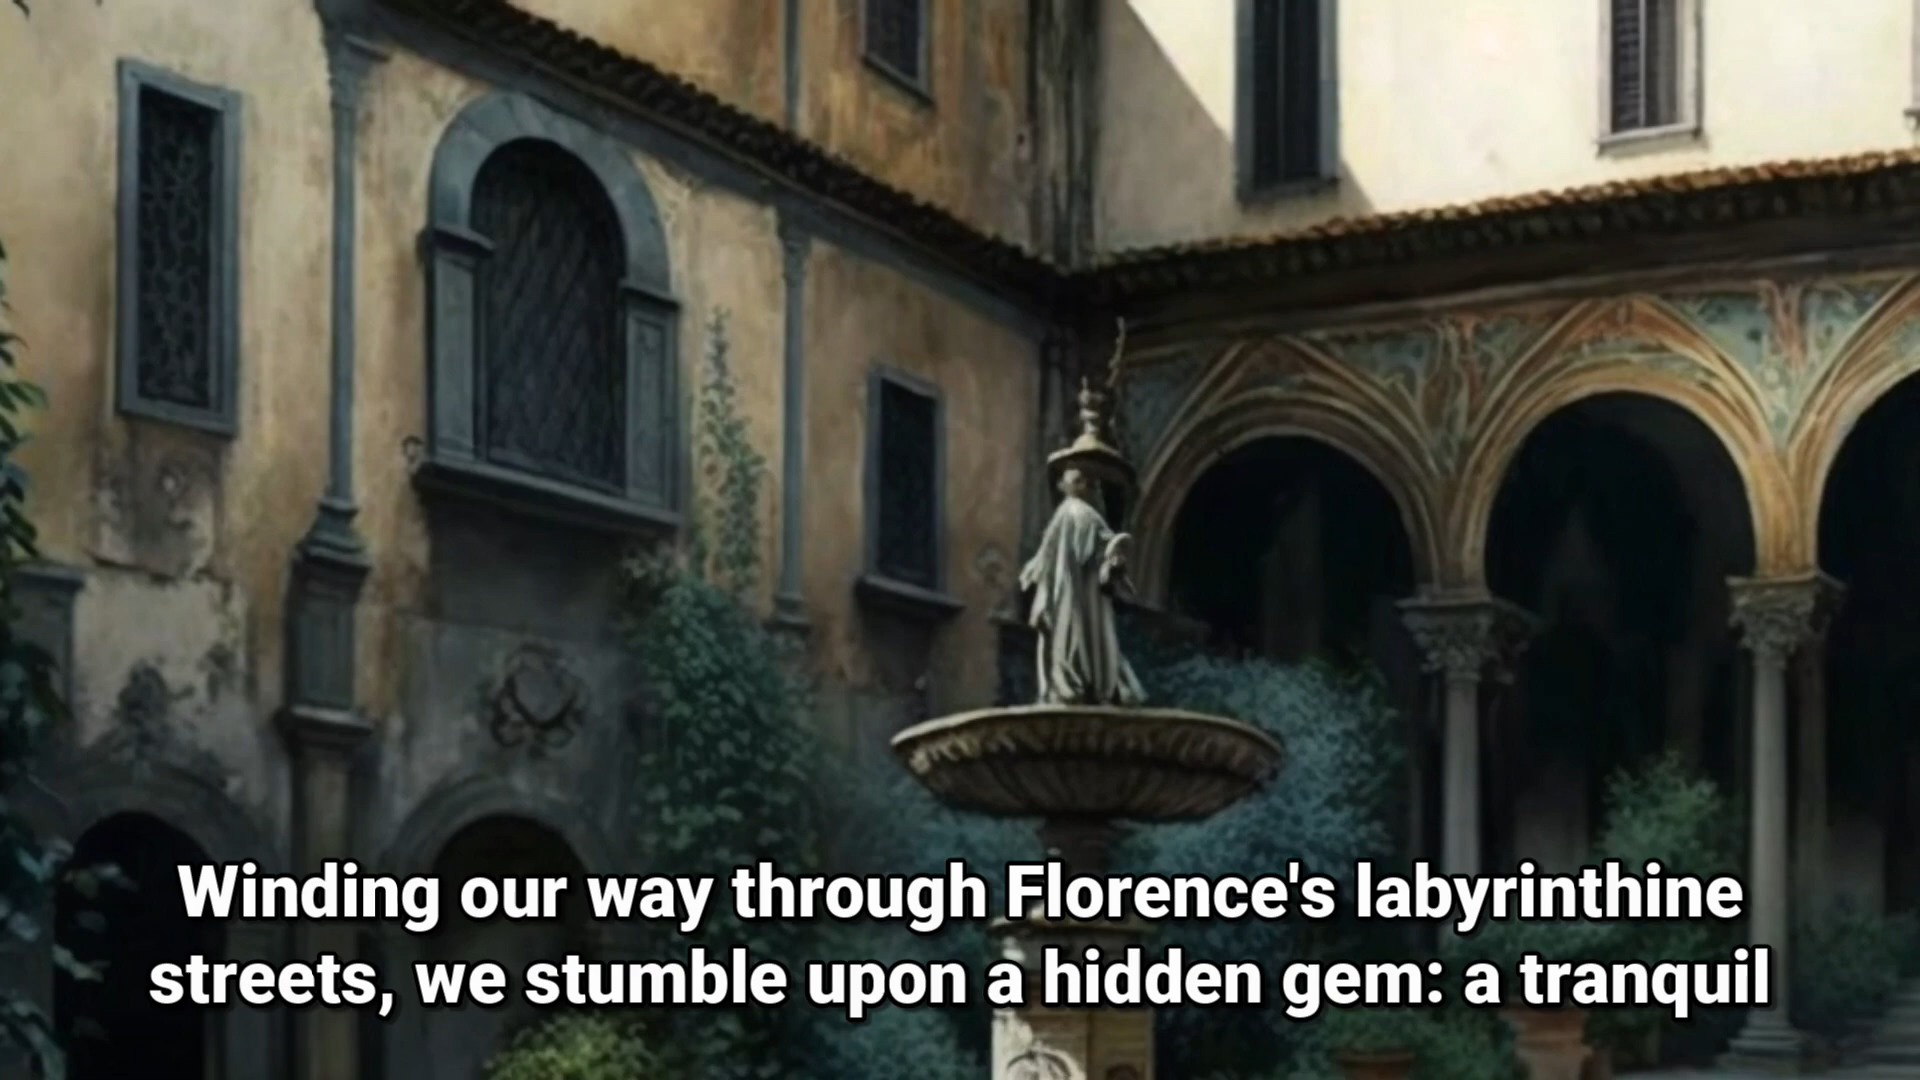 Winding our way through Florence's labyrinthine
streets, we stumble upon a hidden gem: a tranquil